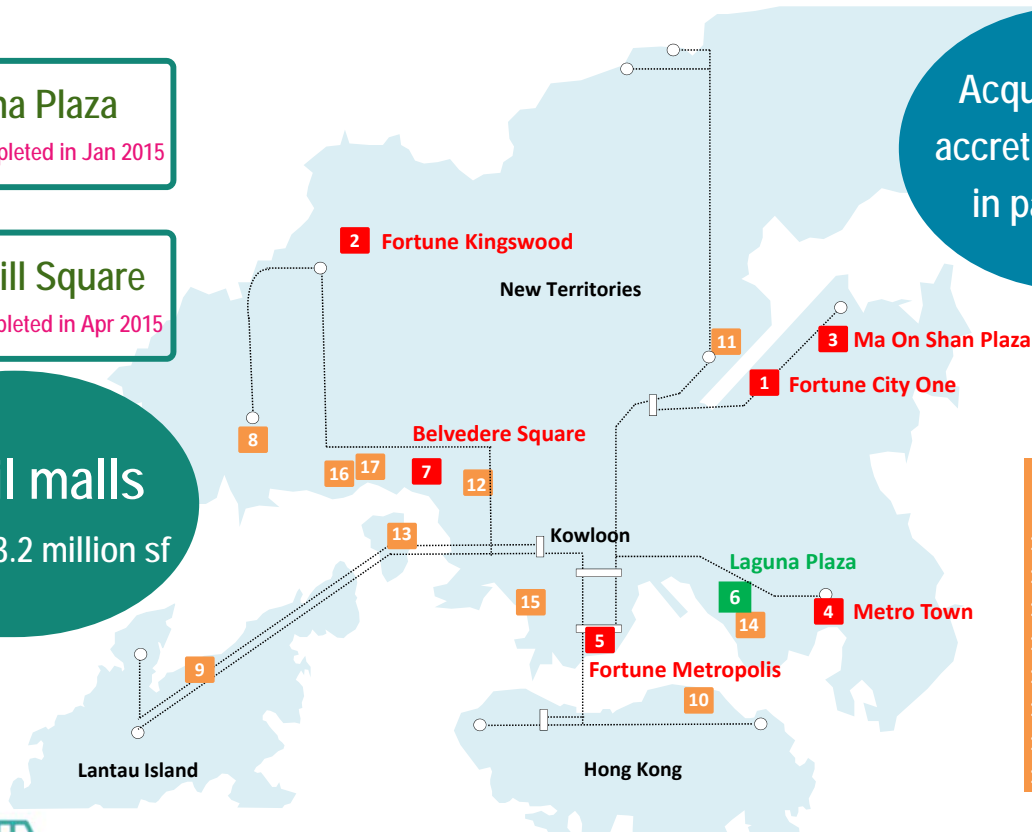 na Plaza
pleted in Jan 2015
ill Square
pleted in Apr 2015
il malls
3.2 million sf
Acqu
accret
in pa
2 Fortune Kingswood
New Territories
11
3 Ma On Shan Plaza
1 Fortune City One
8
Belvedere Square
16
17
7
12
13
Kowloon
Laguna Plaza
15
6
14
4 Metro Town
5
Fortune Metropolis
9
10
Lantau Island
Hong Kong